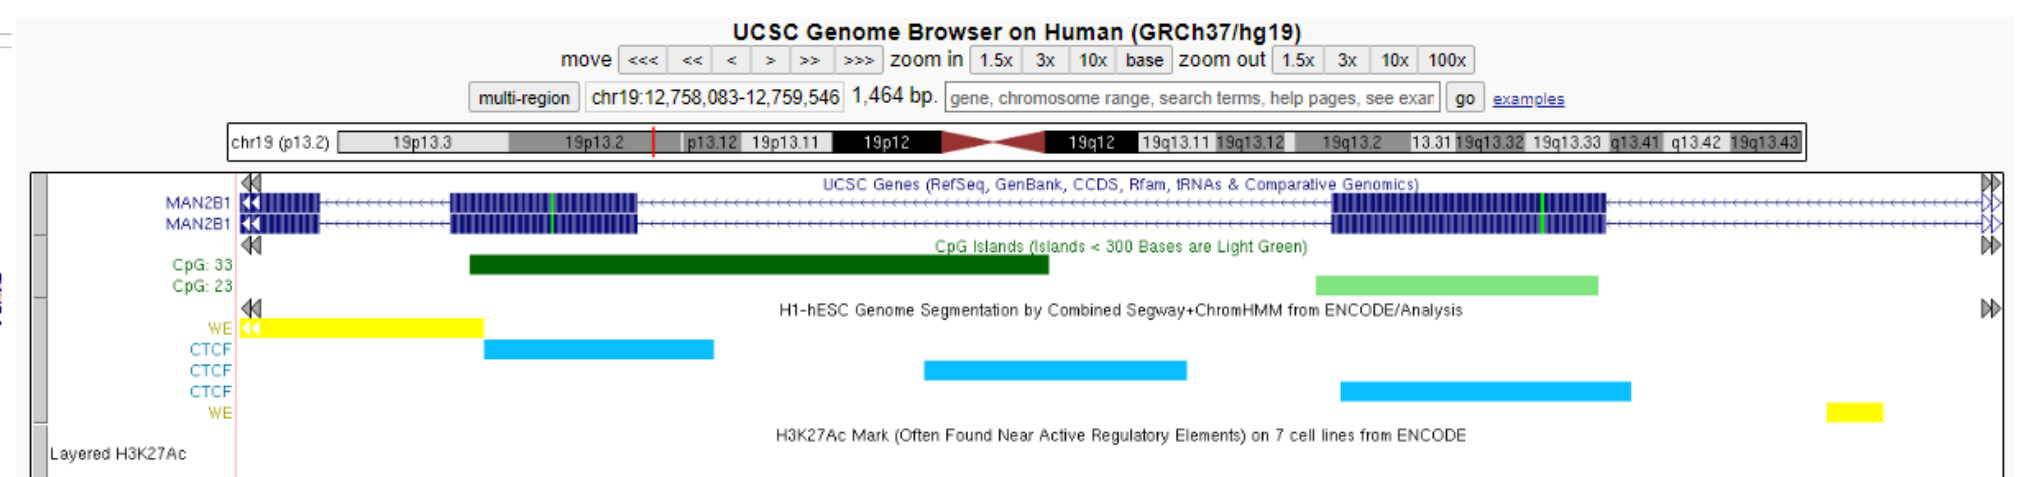 UCSC Genome Browser on Human (GRCh37/hg19)
move <<< << < > >> >>> zoom in 1.5x 3x 10x base zoom out 1.5x 3x 10x 100x
multi-region chr19:12,758,083-12,759,546 1,464 bp. gene, chromosome range, search terms, help pages, see exar go examples
chr19 (p13.2) 19p13.3 19p13.2 p13.12 19p13.11 19p12 19q12 19q13.11 19q13.12 19q13.2 13.31 19q13.32 19q13.33 q13.41 q13.42 19q13.43
UCSC Genes (RefSeq, GenBank, CCDS, Rfam, tRNAs & Comparative Genomics)
MAN2B1
MAN2B1
CpG Islands (Islands < 300 Bases are Light Green)
CpG: 33
CpG: 23
H1-hESC Genome Segmentation by Combined Segway+ChromHMM from ENCODE/Analysis
WE
CTCF
CTCF
CTCF
WE
H3K27Ac Mark (Often Found Near Active Regulatory Elements) on 7 cell lines from ENCODE
Layered H3K27Ac